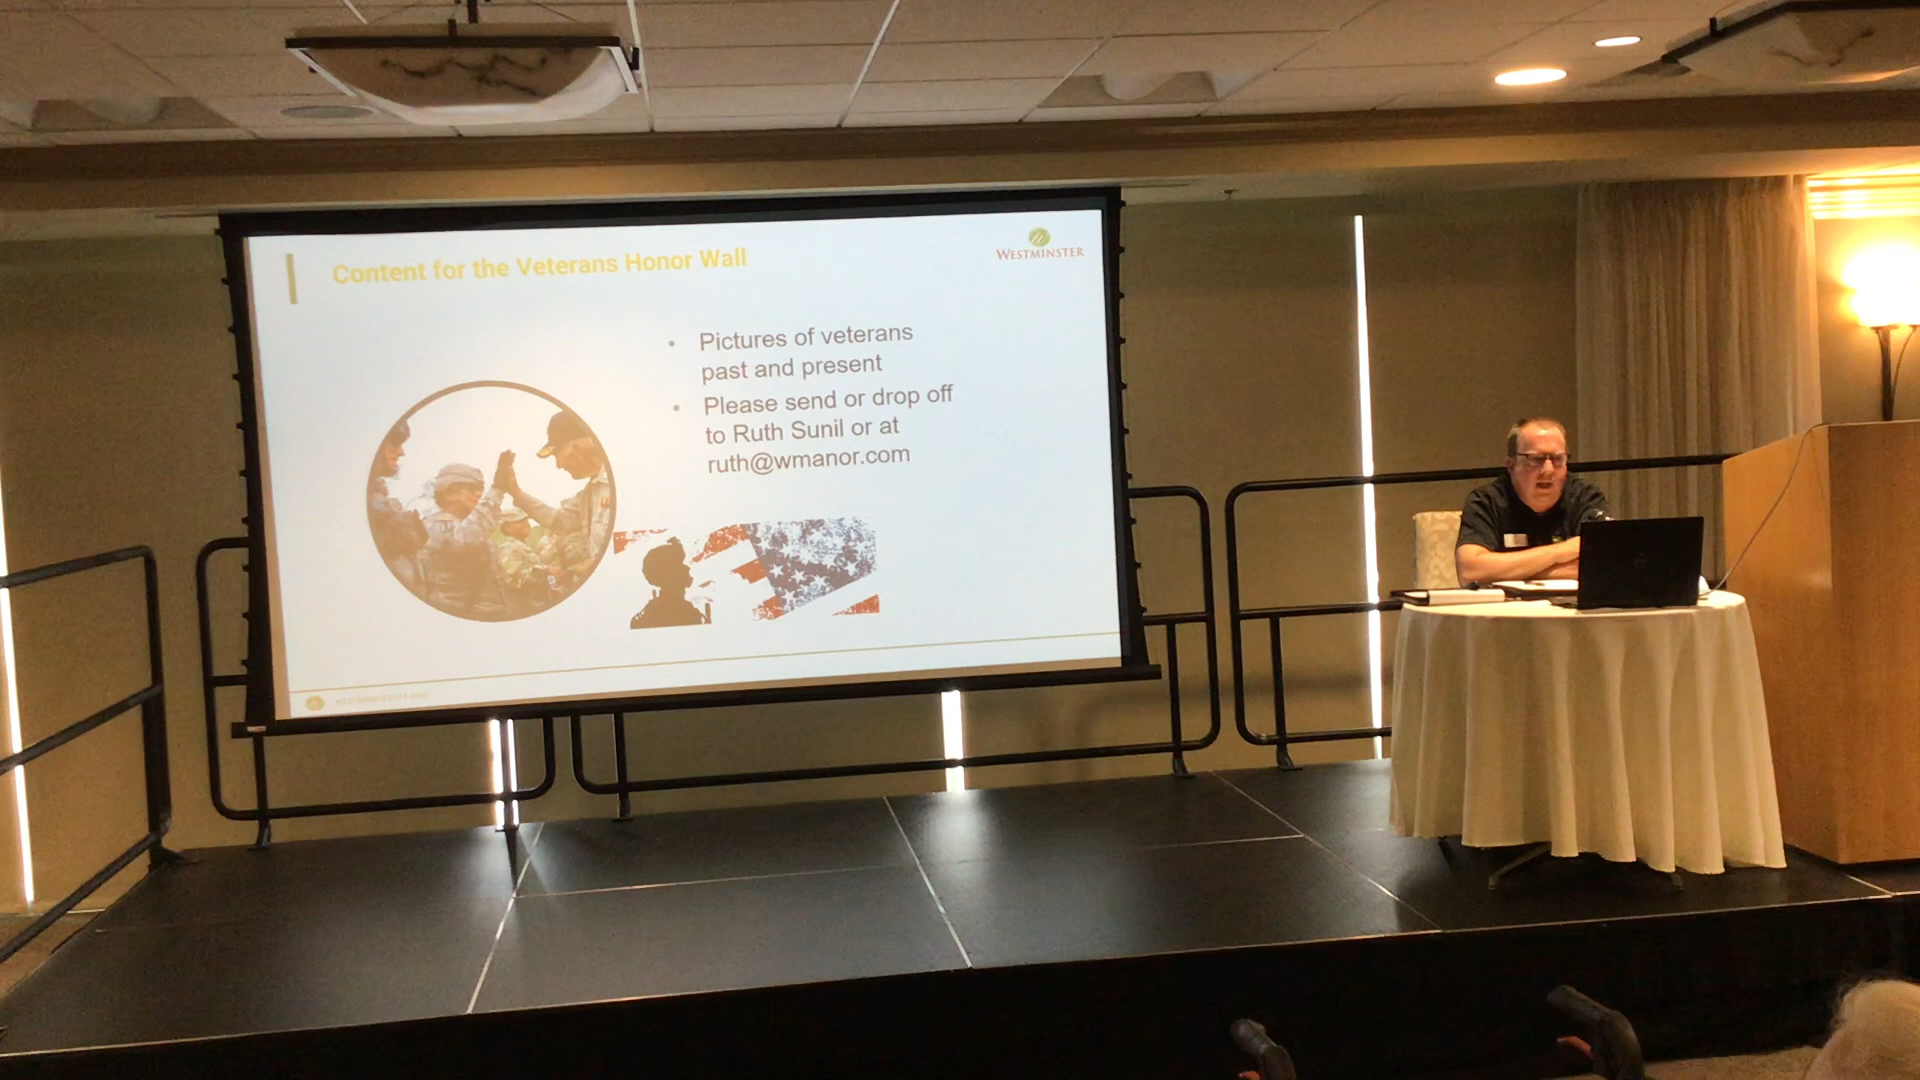 Content for the Veterans Honor Wall
WESTMINSTER
• Pictures of veterans
past and present
• Please send or drop off
to Ruth Sunil or at
ruth@wmanor.com